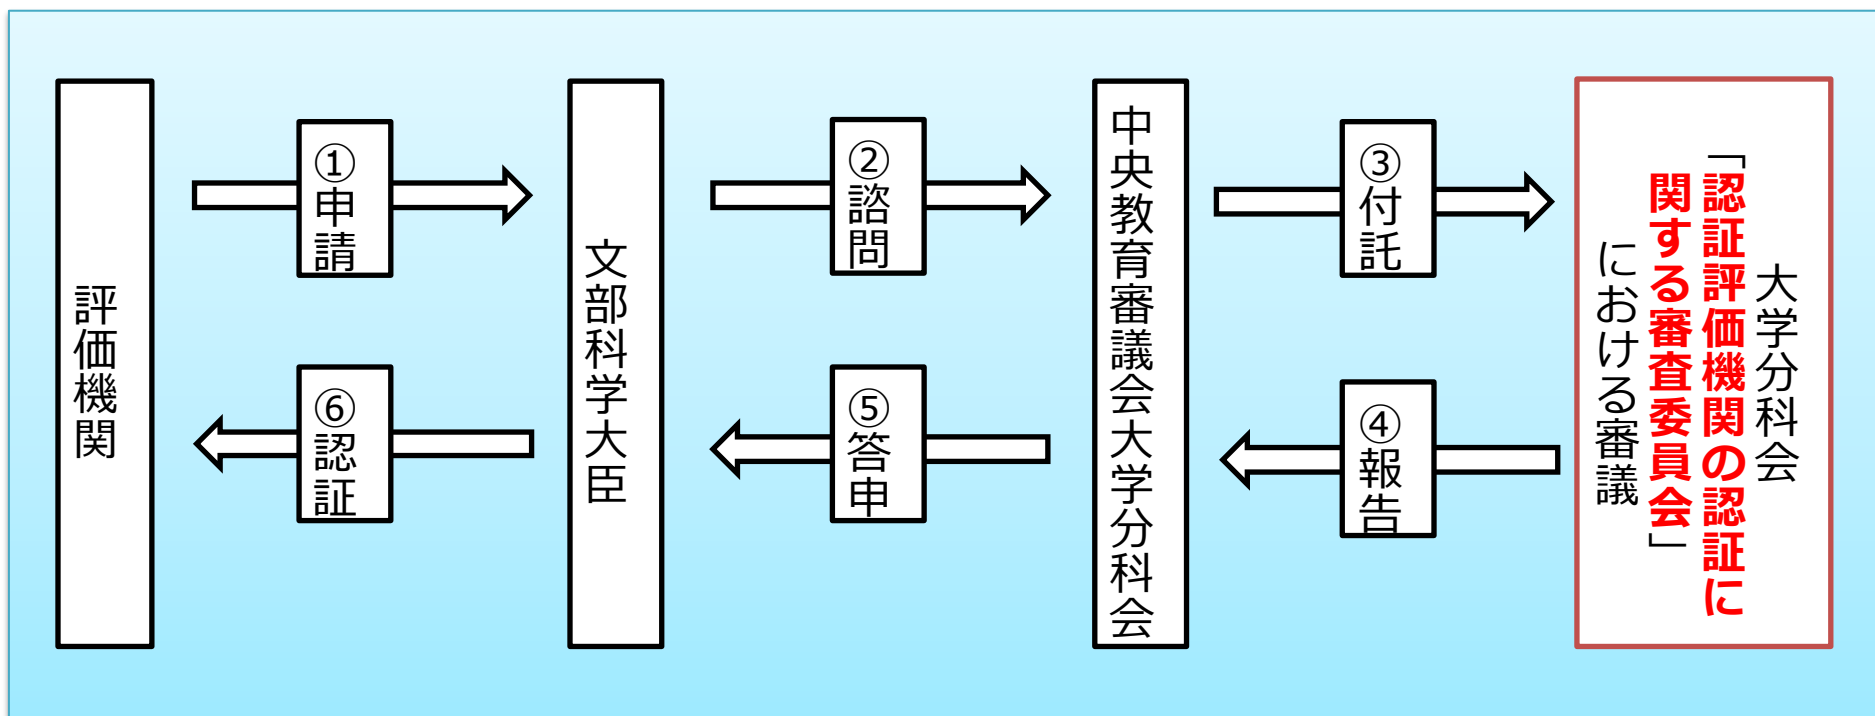 評価機関
①申請
⑥認証
文部科学大臣
②諮問
⑤答申
中央教育審議会大学分科会
③付託
④報告
大学分科会
「認証評価機関の認証に
関する審査委員会」
における審議